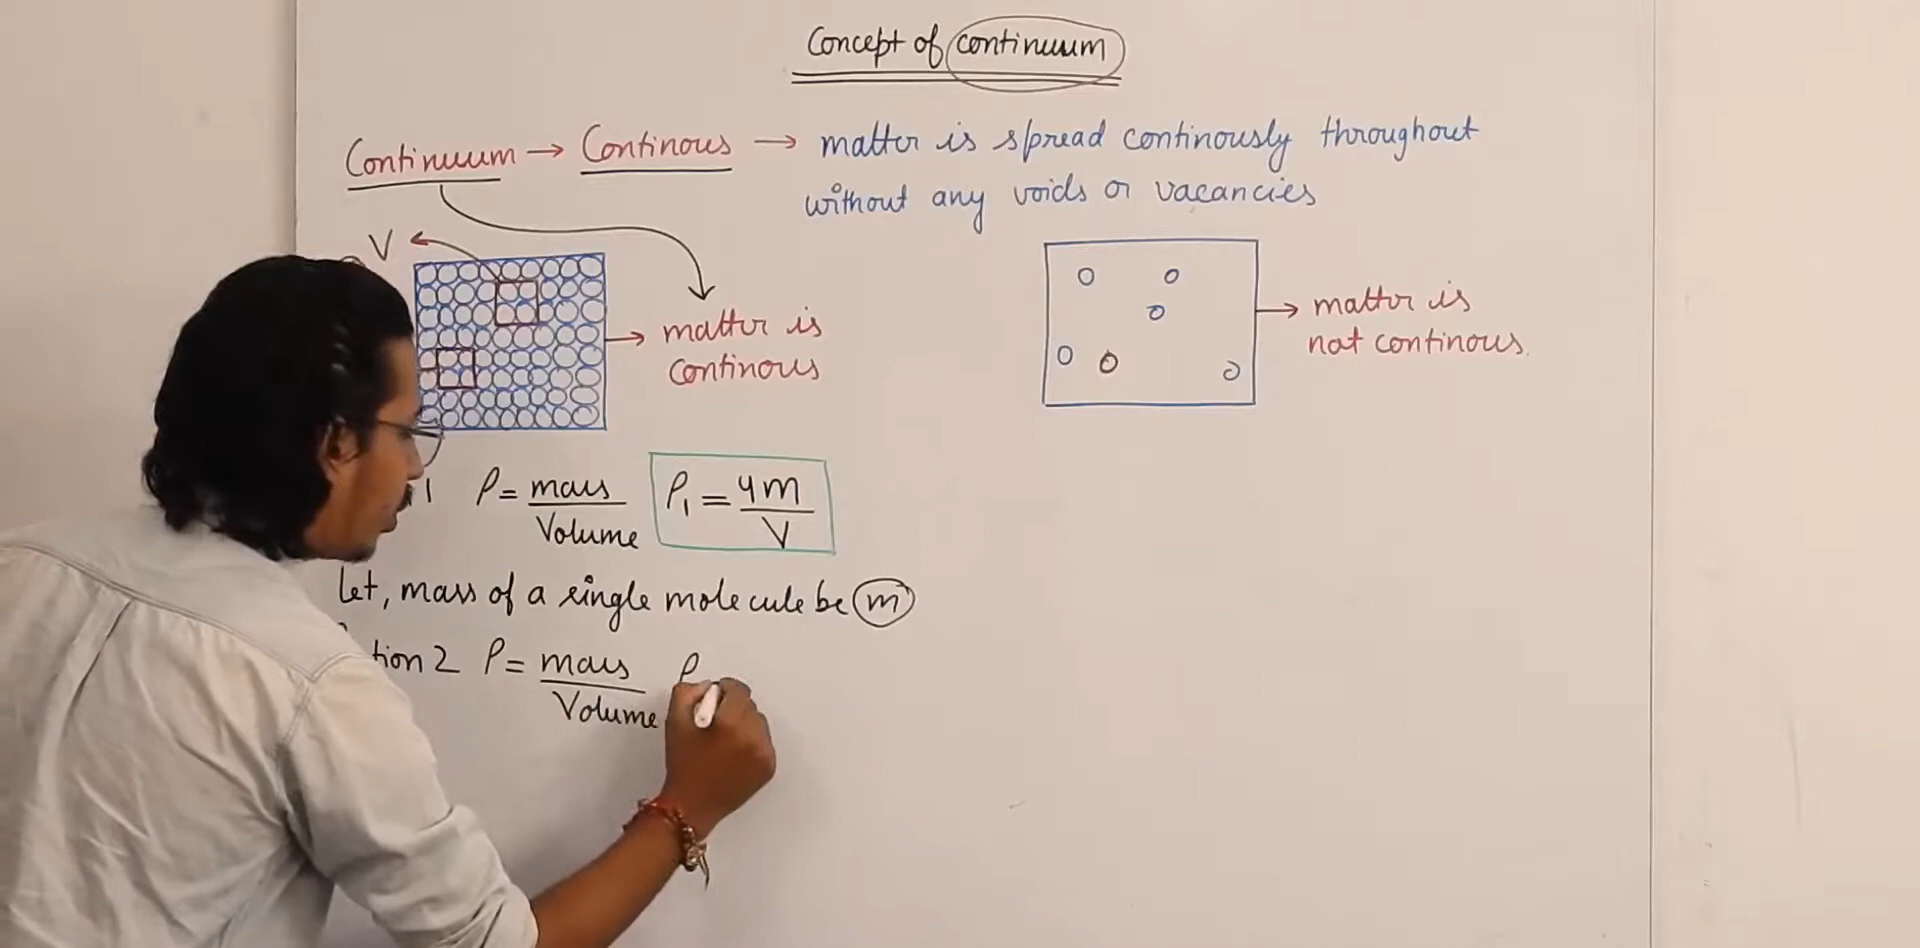 Concept of continuum
Continuum → Continous → matter is spread continously throughout
without any voids or vacancies
V
matter is
continous
matter is
not continous.
1 ρ = mass / Volume ρ₁ = 4m / V
Let, mass of a single molecule be m
tion 2 ρ = mass / Volume ρ